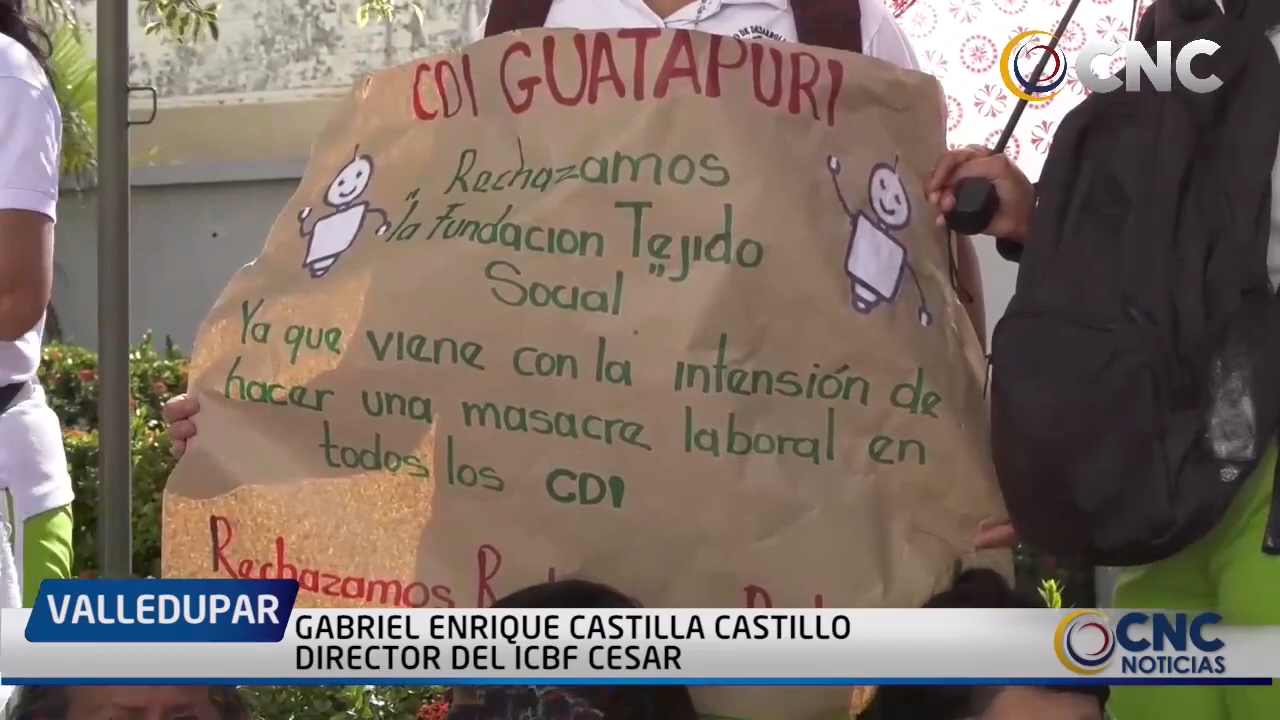 CNC
CDI GUATAPURI
Rechazamos
"la Fundacion Tejido
Social"
Ya que viene con la intensión de
hacer una masacre laboral en
todos los CDI
Rechazamos
VALLEDUPAR
GABRIEL ENRIQUE CASTILLA CASTILLO
DIRECTOR DEL ICBF CESAR
CNC
NOTICIAS